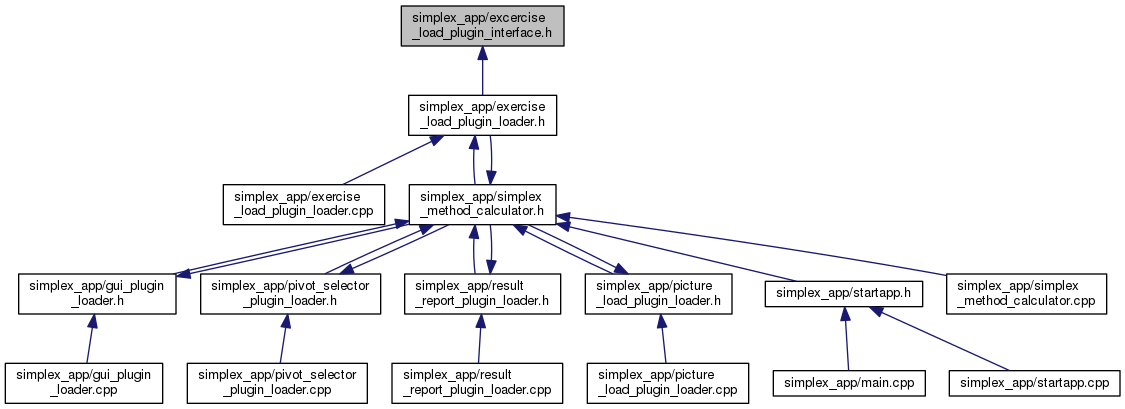 simplex_app/excercise
_load_plugin_interface.h
simplex_app/exercise
_load_plugin_loader.h
simplex_app/exercise
_load_plugin_loader.cpp
simplex_app/simplex
_method_calculator.h
simplex_app/gui_plugin
_loader.h
simplex_app/pivot_selector
_plugin_loader.h
simplex_app/result
_report_plugin_loader.h
simplex_app/picture
_load_plugin_loader.h
simplex_app/startapp.h
simplex_app/simplex
_method_calculator.cpp
simplex_app/gui_plugin
_loader.cpp
simplex_app/pivot_selector
_plugin_loader.cpp
simplex_app/result
_report_plugin_loader.cpp
simplex_app/picture
_load_plugin_loader.cpp
simplex_app/main.cpp
simplex_app/startapp.cpp